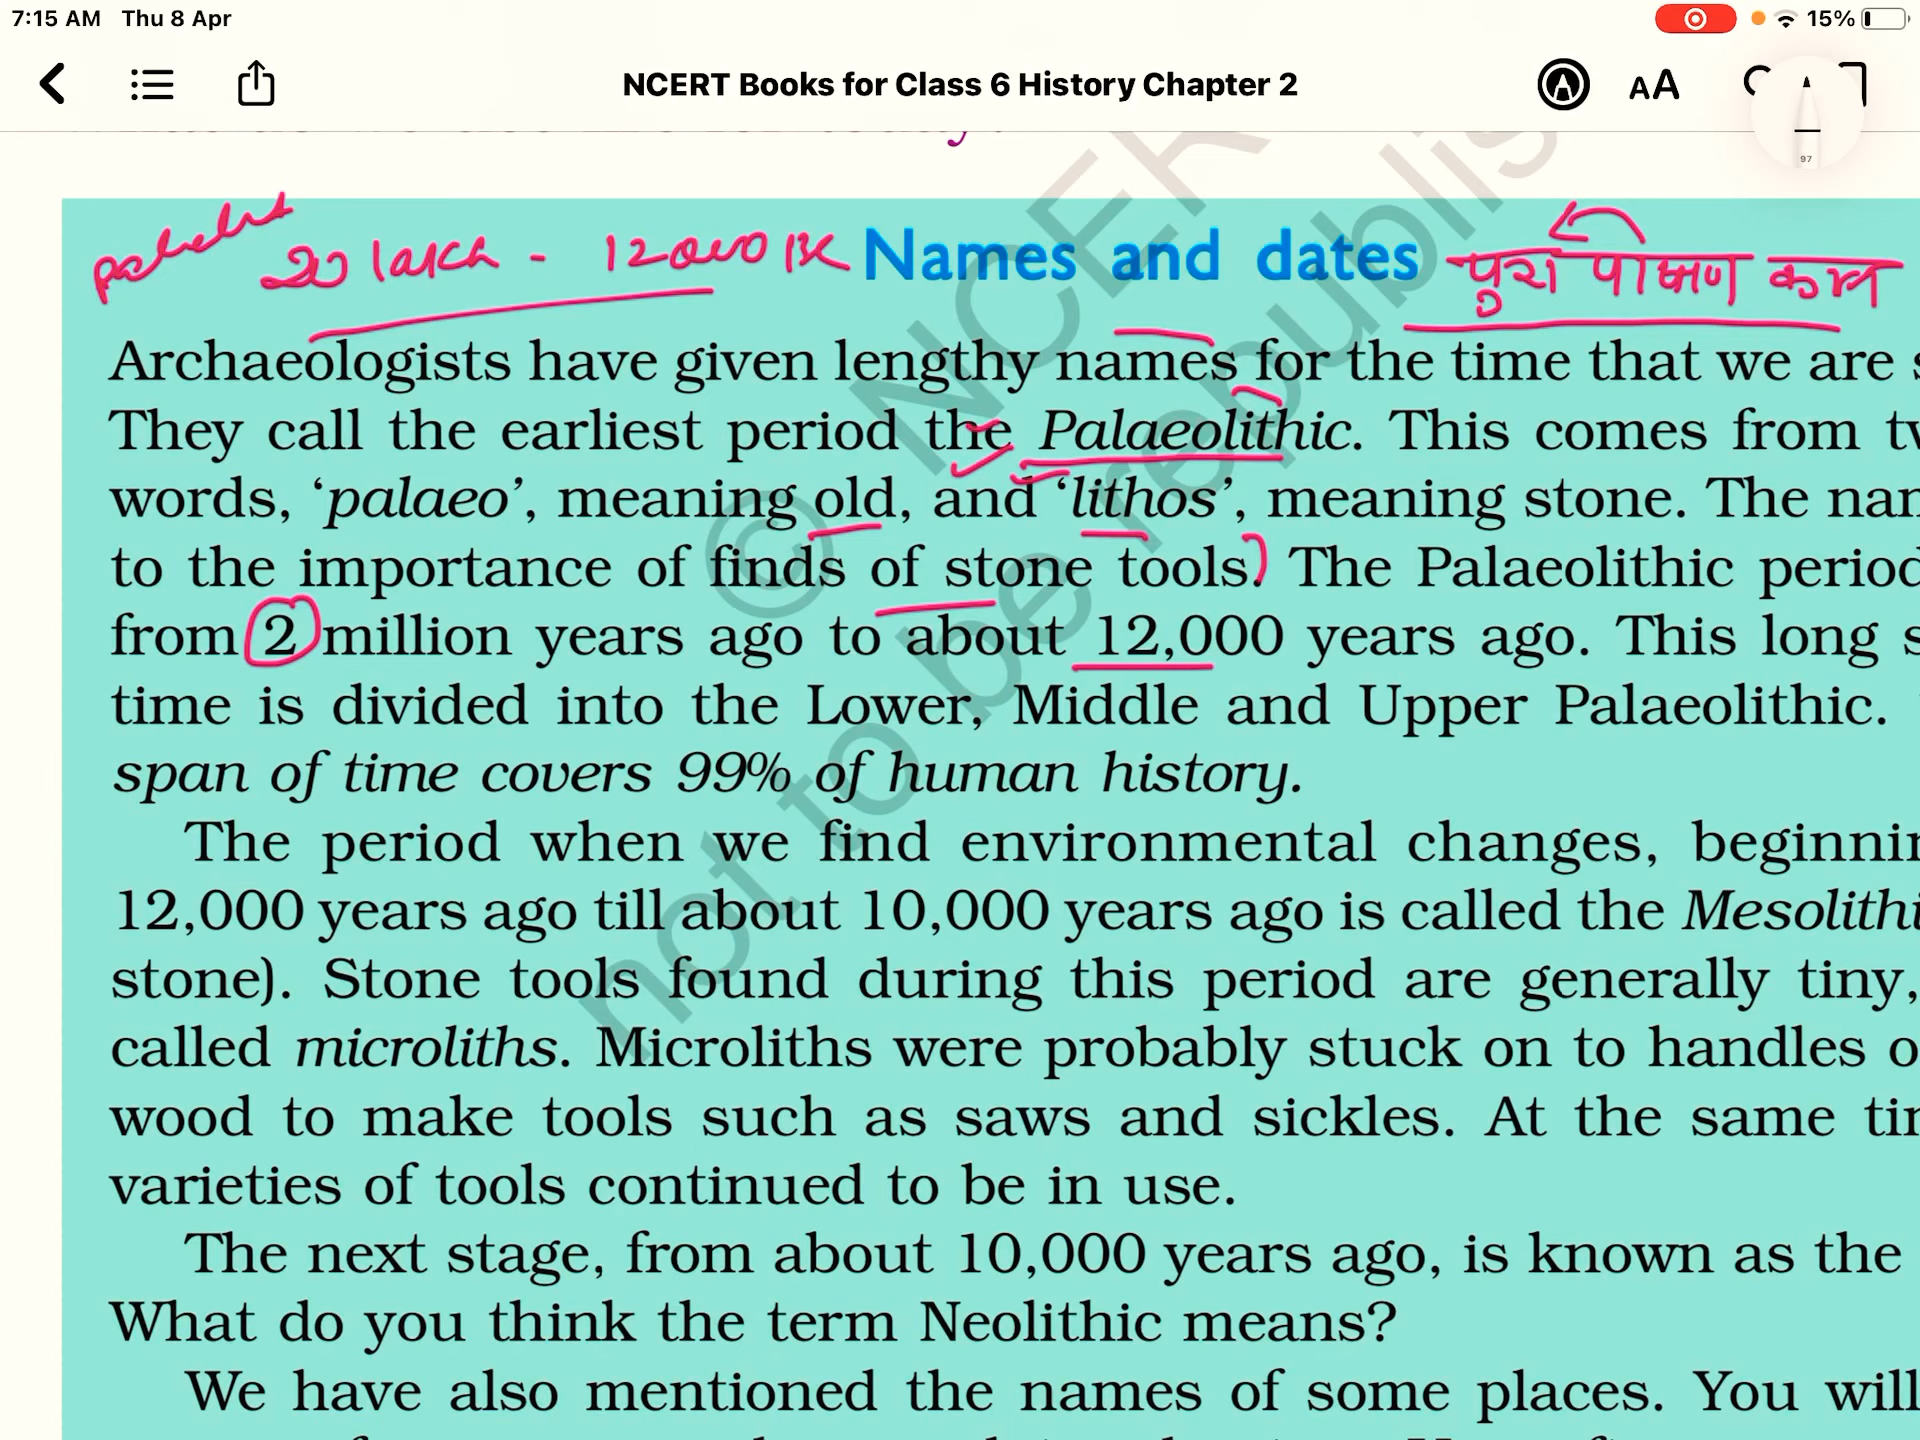 7:15 AM Thu 8 Apr 15%
NCERT Books for Class 6 History Chapter 2
AA
97
20 lakh - 12000 Names and dates पुरा पाषाण काल
Archaeologists have given lengthy names for the time that we are s
They call the earliest period the Palaeolithic. This comes from tw
words, ‘palaeo’, meaning old, and ‘lithos’, meaning stone. The nam
to the importance of finds of stone tools. The Palaeolithic period
from 2 million years ago to about 12,000 years ago. This long s
time is divided into the Lower, Middle and Upper Palaeolithic.
span of time covers 99% of human history.
The period when we find environmental changes, beginnin
12,000 years ago till about 10,000 years ago is called the Mesolithi
stone). Stone tools found during this period are generally tiny,
called microliths. Microliths were probably stuck on to handles o
wood to make tools such as saws and sickles. At the same tim
varieties of tools continued to be in use.
The next stage, from about 10,000 years ago, is known as the
What do you think the term Neolithic means?
We have also mentioned the names of some places. You will
© NCER
not to be republis